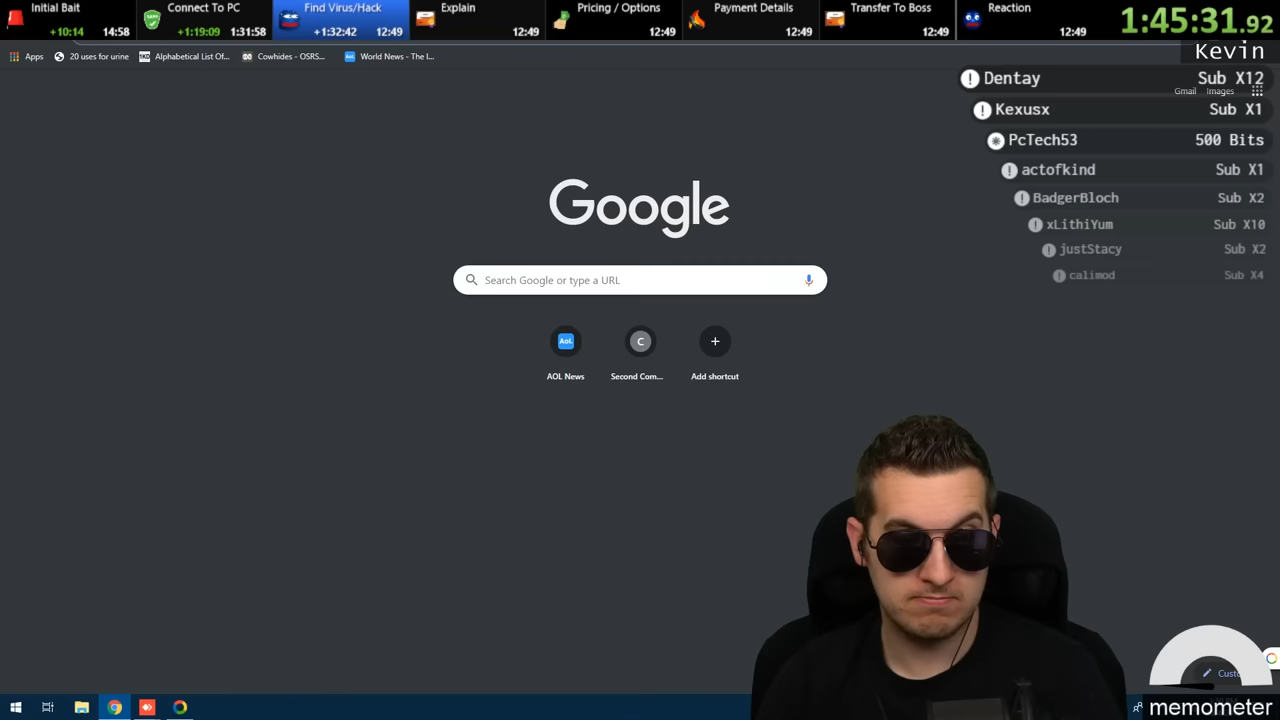 Initial Bait
+10:14 14:58
Connect To PC
+1:19:09 1:31:58
Find Virus/Hack
+1:32:42 12:49
Explain
12:49
Pricing / Options
12:49
Payment Details
12:49
Transfer To Boss
12:49
Reaction
12:49
1:45:31.92
Kevin
Apps
20 uses for urine
Alphabetical List Of...
Cowhides - OSRS...
World News - The I...
Dentay Sub X12
Gmail Images
Kexusx Sub X1
PcTech53 500 Bits
actofkind Sub X1
BadgerBloch Sub X2
xLithiYum Sub X10
justStacy Sub X2
calimod Sub X4
Google
Search Google or type a URL
Aol.
C
AOL News
Second Com...
Add shortcut
memometer